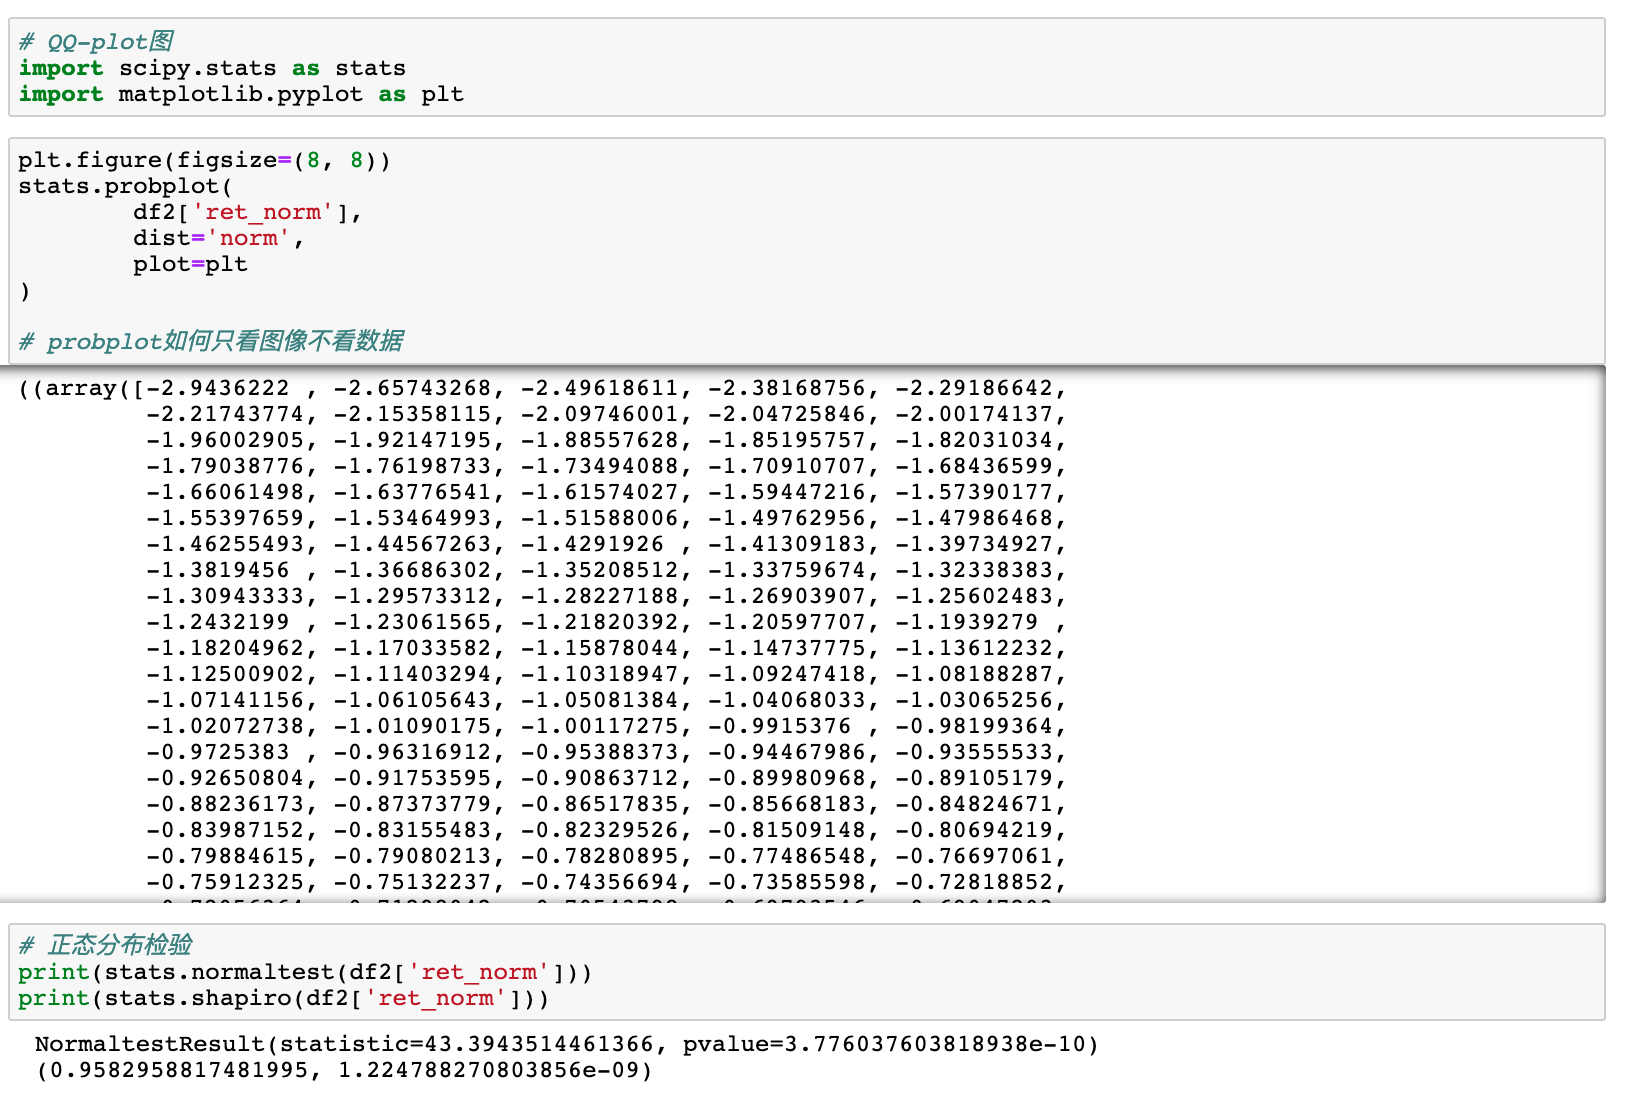 # QQ-plot图
import scipy.stats as stats
import matplotlib.pyplot as plt
plt.figure(figsize=(8, 8))
stats.probplot(
df2['ret_norm'],
dist='norm',
plot=plt
)
# probplot如何只看图像不看数据
((array([-2.9436222 , -2.65743268, -2.49618611, -2.38168756, -2.29186642,
-2.21743774, -2.15358115, -2.09746001, -2.04725846, -2.00174137,
-1.96002905, -1.92147195, -1.88557628, -1.85195757, -1.82031034,
-1.79038776, -1.76198733, -1.73494088, -1.70910707, -1.68436599,
-1.66061498, -1.63776541, -1.61574027, -1.59447216, -1.57390177,
-1.55397659, -1.53464993, -1.51588006, -1.49762956, -1.47986468,
-1.46255493, -1.44567263, -1.4291926 , -1.41309183, -1.39734927,
-1.3819456 , -1.36686302, -1.35208512, -1.33759674, -1.32338383,
-1.30943333, -1.29573312, -1.28227188, -1.26903907, -1.25602483,
-1.2432199 , -1.23061565, -1.21820392, -1.20597707, -1.1939279 ,
-1.18204962, -1.17033582, -1.15878044, -1.14737775, -1.13612232,
-1.12500902, -1.11403294, -1.10318947, -1.09247418, -1.08188287,
-1.07141156, -1.06105643, -1.05081384, -1.04068033, -1.03065256,
-1.02072738, -1.01090175, -1.00117275, -0.9915376 , -0.98199364,
-0.9725383 , -0.96316912, -0.95388373, -0.94467986, -0.93555533,
-0.92650804, -0.91753595, -0.90863712, -0.89980968, -0.89105179,
-0.88236173, -0.87373779, -0.86517835, -0.85668183, -0.84824671,
-0.83987152, -0.83155483, -0.82329526, -0.81509148, -0.80694219,
-0.79884615, -0.79080213, -0.78280895, -0.77486548, -0.76697061,
-0.75912325, -0.75132237, -0.74356694, -0.73585598, -0.72818852,
# 正态分布检验
print(stats.normaltest(df2['ret_norm']))
print(stats.shapiro(df2['ret_norm']))
NormaltestResult(statistic=43.3943514461366, pvalue=3.776037603818938e-10)
(0.9582958817481995, 1.224788270803856e-09)